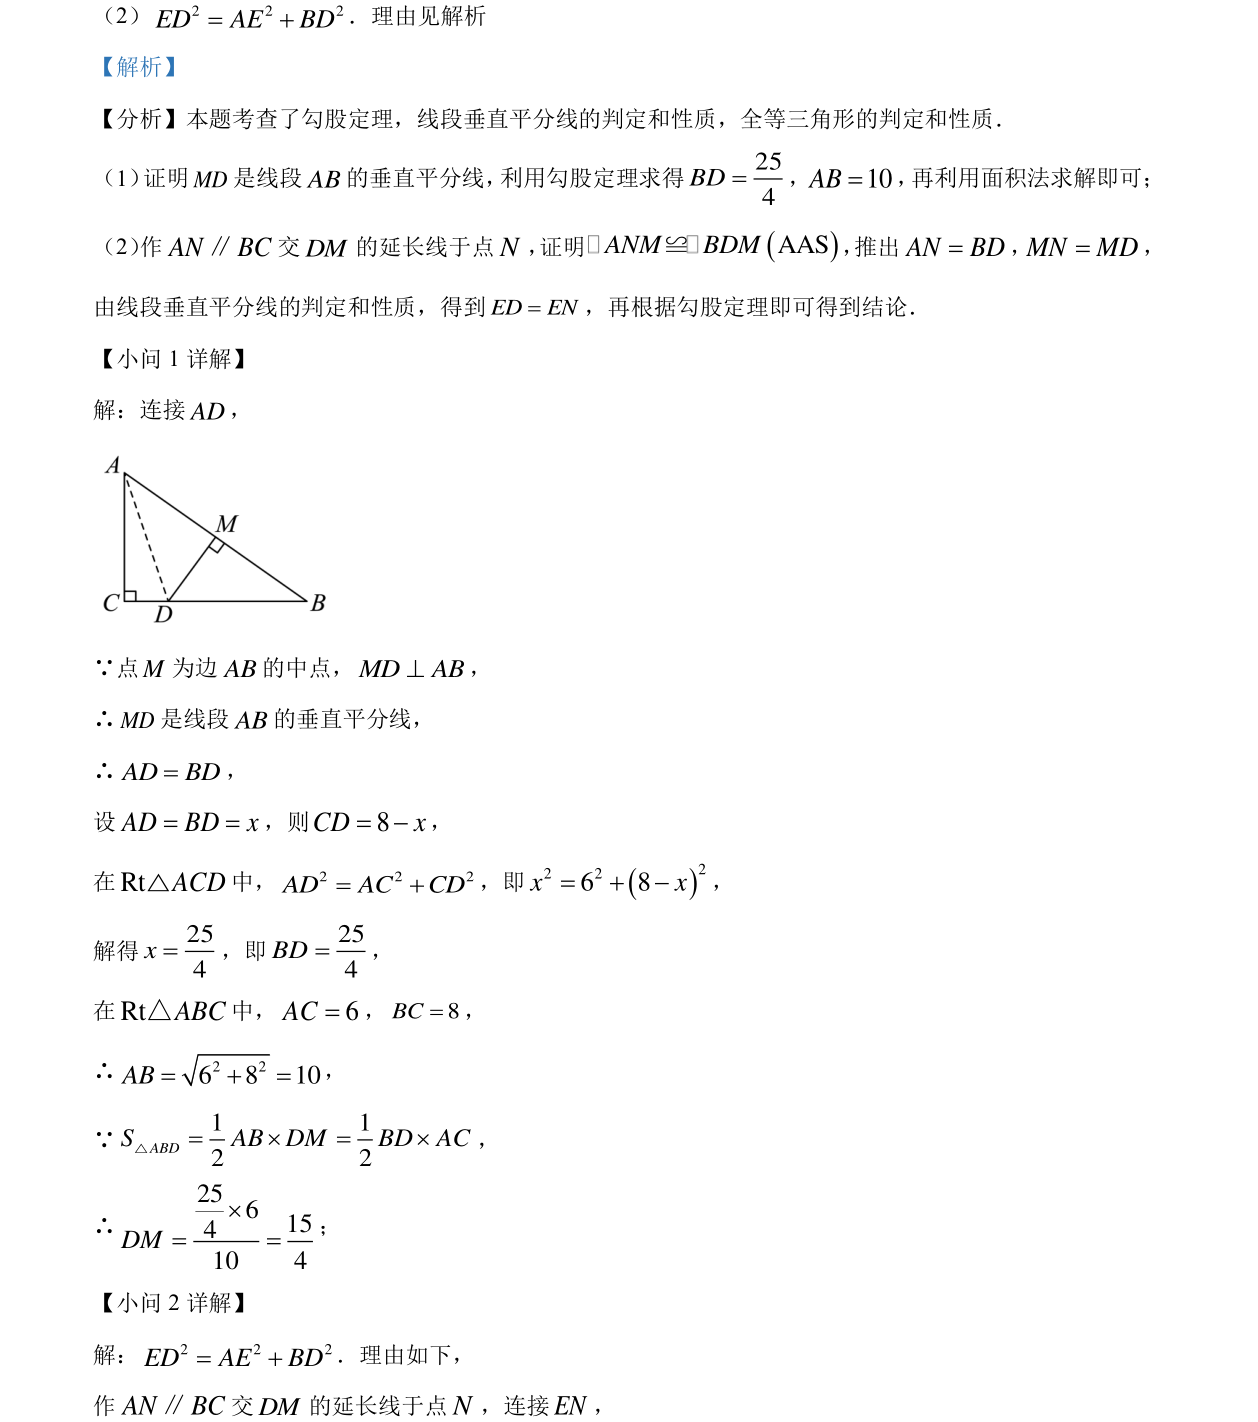 （2）ED² = AE² + BD²．理由见解析
【解析】
【分析】本题考查了勾股定理，线段垂直平分线的判定和性质，全等三角形的判定和性质．
（1）证明 MD 是线段 AB 的垂直平分线，利用勾股定理求得 BD = 25/4，AB = 10，再利用面积法求解即可；
（2）作 AN ∥ BC 交 DM 的延长线于点 N，证明□ANM≌□BDM(AAS)，推出 AN = BD，MN = MD，
由线段垂直平分线的判定和性质，得到 ED = EN，再根据勾股定理即可得到结论．
【小问 1 详解】
解：连接 AD，
A
M
C
D
B
∵点 M 为边 AB 的中点，MD ⊥ AB，
∴ MD 是线段 AB 的垂直平分线，
∴ AD = BD，
设 AD = BD = x，则 CD = 8 − x，
在 Rt△ACD 中，AD² = AC² + CD²，即 x² = 6² + (8 − x)²，
解得 x = 25/4，即 BD = 25/4，
在 Rt△ABC 中，AC = 6，BC = 8，
∴ AB = √(6² + 8²) = 10，
∵ S△ABD = 1/2 AB × DM = 1/2 BD × AC，
∴ DM = (25/4 × 6)/10 = 15/4；
【小问 2 详解】
解：ED² = AE² + BD²．理由如下，
作 AN ∥ BC 交 DM 的延长线于点 N，连接 EN，